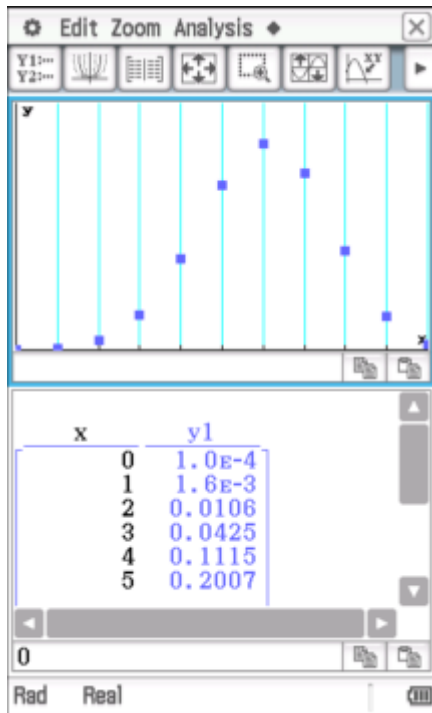 Edit Zoom Analysis ◆
Y1:···
Y2:···
XY
y
x
x y1
0 1.0E-4
1 1.6E-3
2 0.0106
3 0.0425
4 0.1115
5 0.2007
0
Rad Real